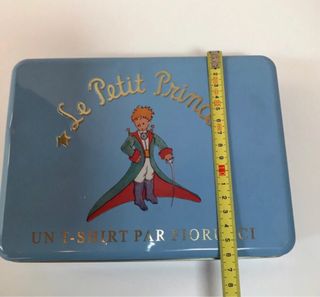 Le Petit Princ
UN T-SHIRT PAR FIORUCCI